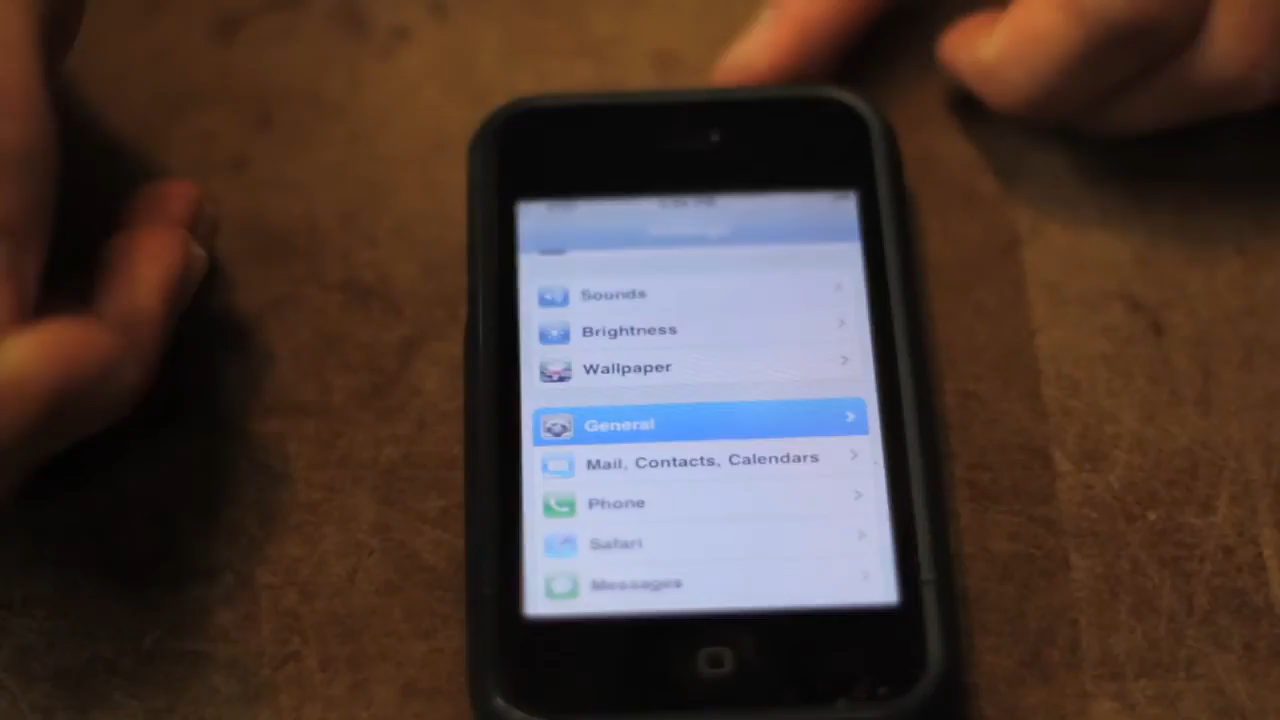 Sounds
Brightness
Wallpaper
General
Mail, Contacts, Calendars
Phone
Safari
Messages